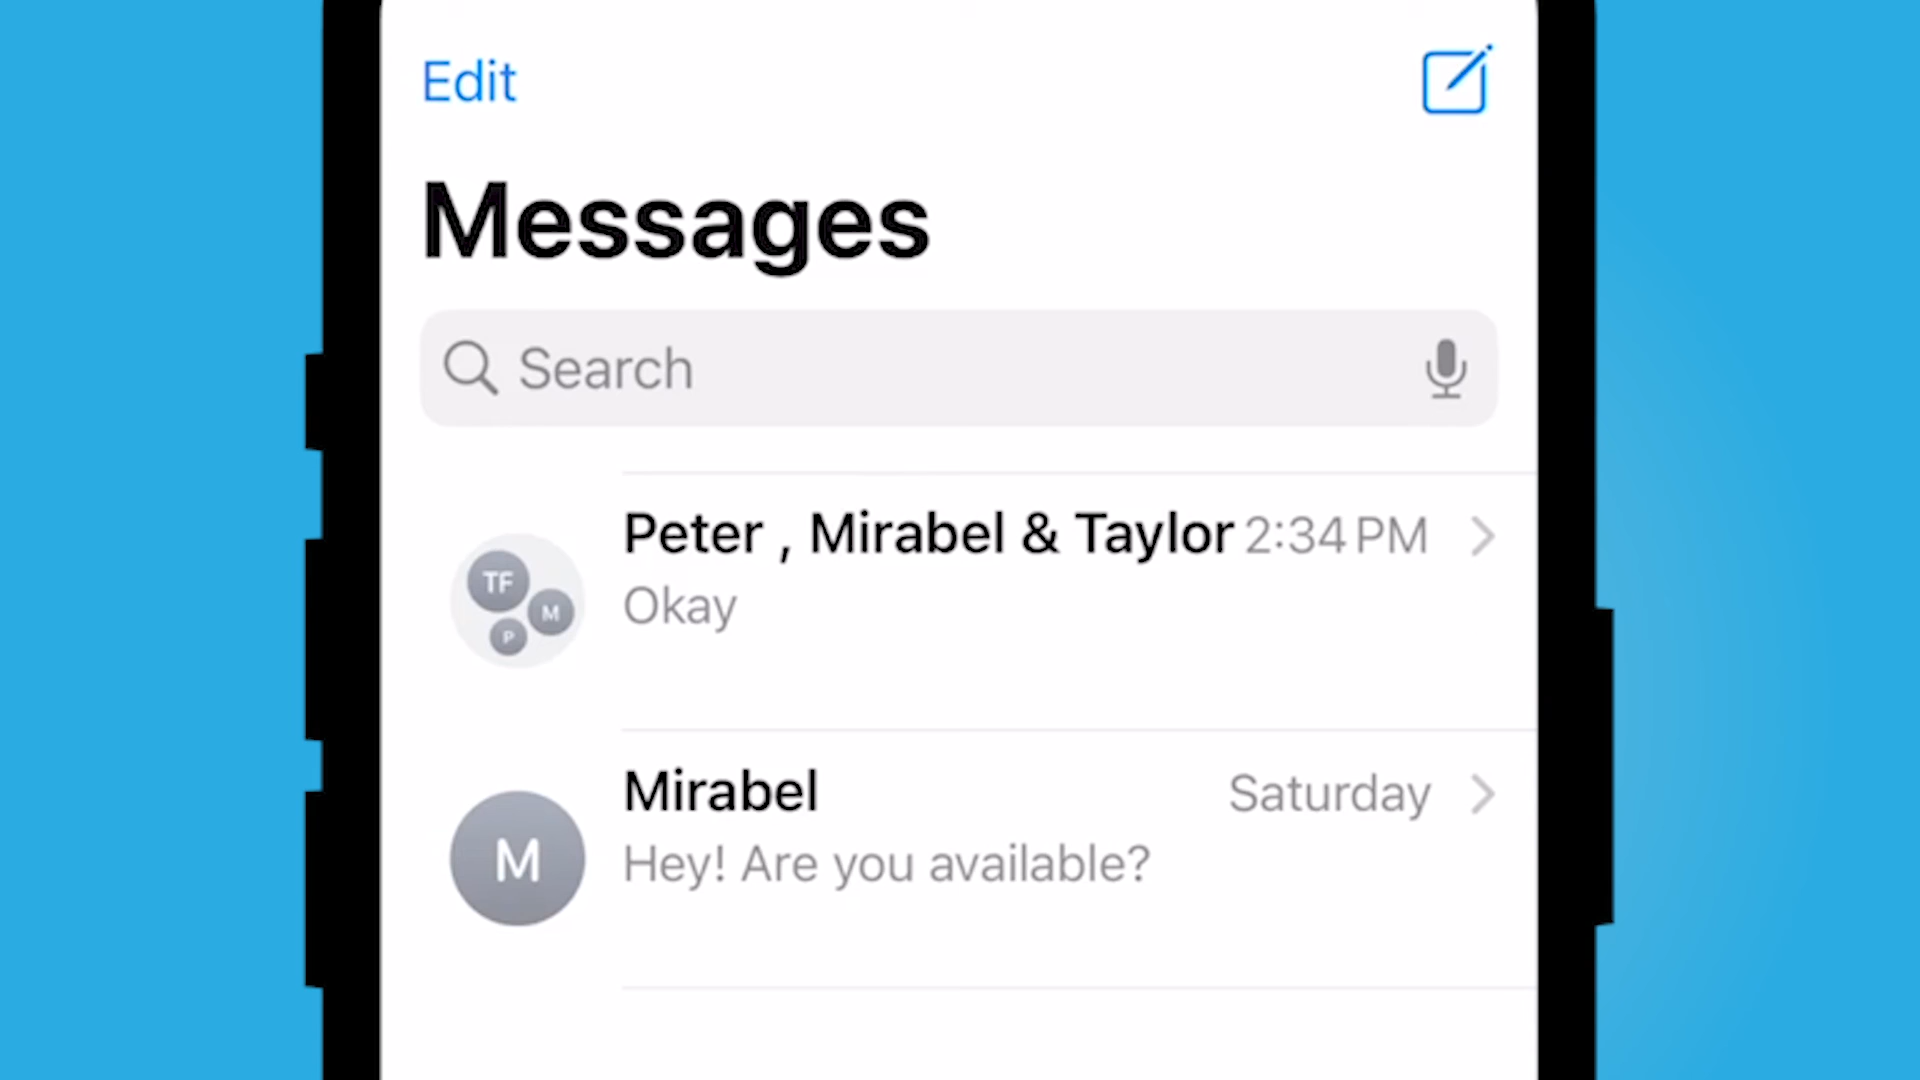 Edit
Messages
Search
Peter , Mirabel & Taylor 2:34 PM
Okay
TF
M
P
Mirabel Saturday
Hey! Are you available?
M